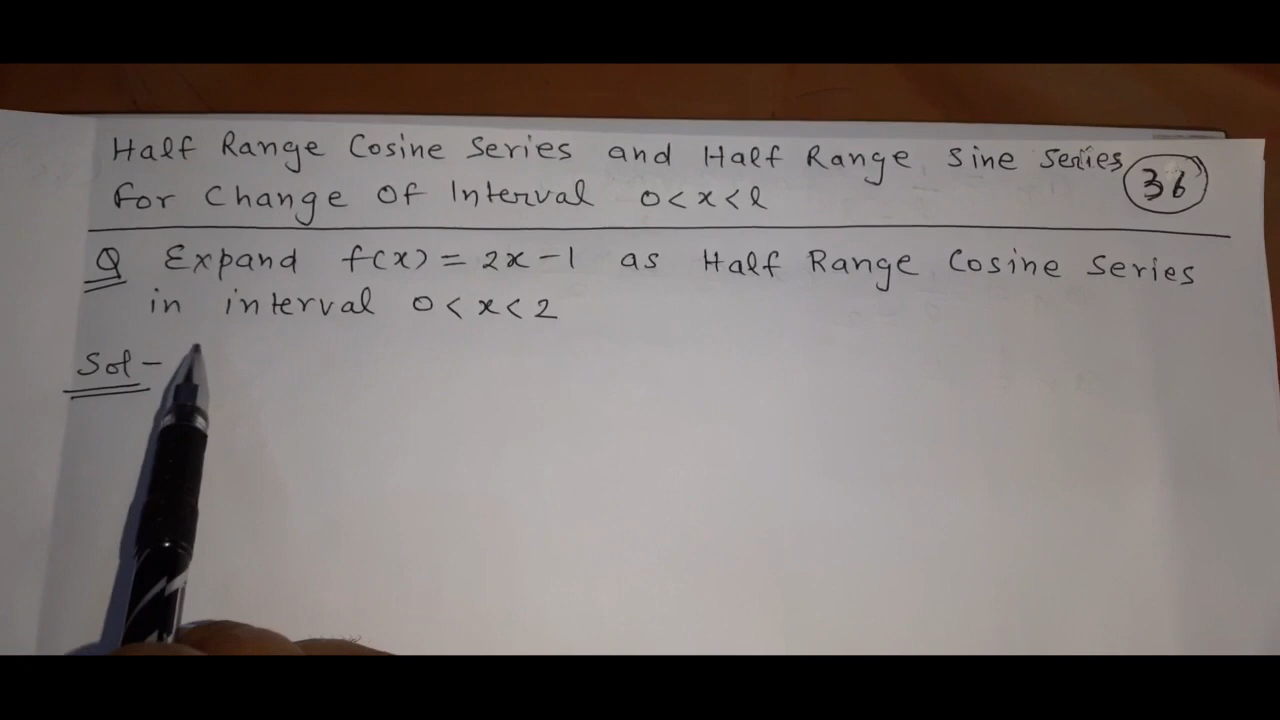 Half Range Cosine Series and Half Range Sine Series
For Change Of Interval 0<x<l
36
Q Expand f(x) = 2x-1 as Half Range Cosine Series
in interval 0<x<2
Sol -